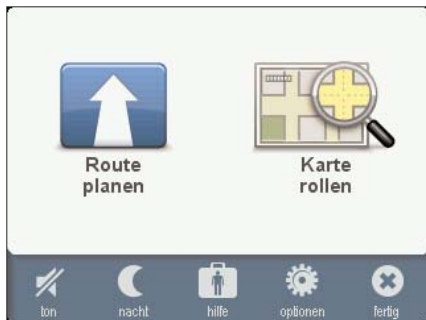 Route
planen
Karte
rollen
ton
nacht
hilfe
optionen
fertig